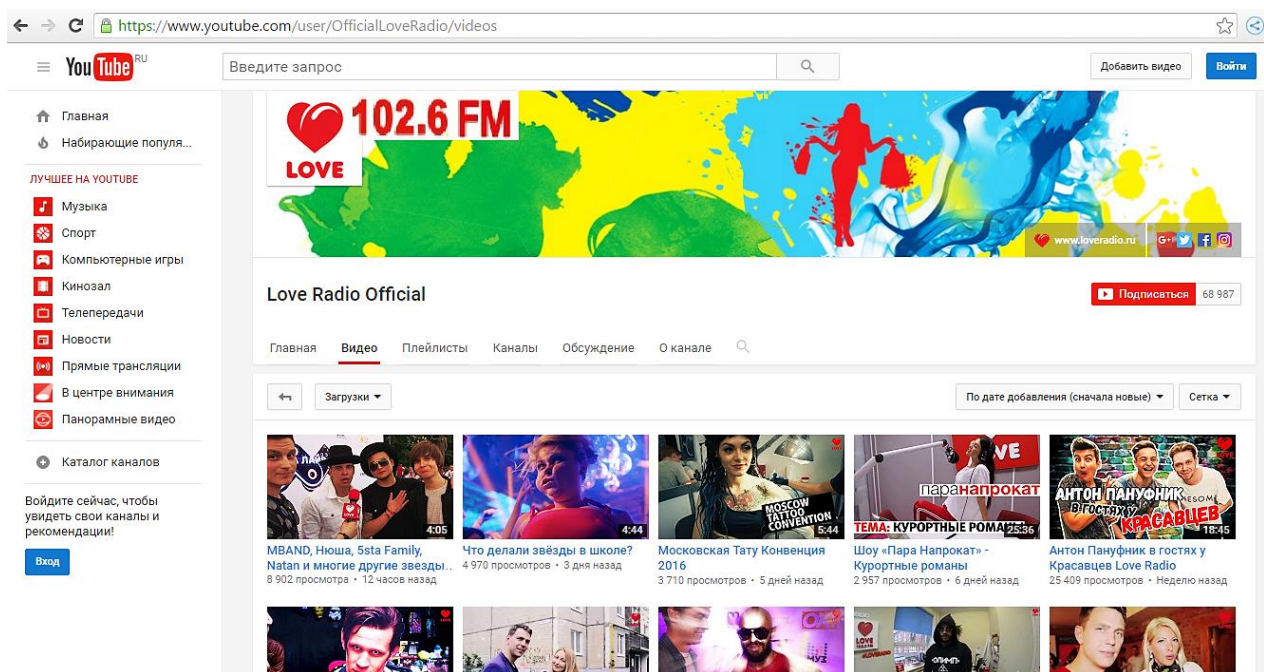 https://www.youtube.com/user/OfficialLoveRadio/videos
YouTube RU
Введите запрос
Добавить видео
Войти
Главная
Набирающие популя...
ЛУЧШЕЕ НА YOUTUBE
Музыка
Спорт
Компьютерные игры
Кинозал
Телепередачи
Новости
Прямые трансляции
В центре внимания
Панорамные видео
Каталог каналов
Войдите сейчас, чтобы
увидеть свои каналы и
рекомендации!
Вход
102.6 FM
LOVE
www.loveradio.ru
G+
Love Radio Official
Подписаться 68 987
Главная Видео Плейлисты Каналы Обсуждение О канале
Загрузки
По дате добавления (сначала новые)
Сетка
4:05
MBAND, Нюша, 5sta Family,
Natan и многие другие звезды..
8 902 просмотра • 12 часов назад
4:44
Что делали звёзды в школе?
4 970 просмотров • 3 дня назад
MOSCOW
TATTOO
CONVENTION
5:44
Московская Тату Конвенция
2016
3 710 просмотров • 5 дней назад
паранапрокат
ТЕМА: КУРОРТНЫЕ РОМАНЫ
25:36
Шоу «Пара Напрокат» -
Курортные романы
2 957 просмотров • 6 дней назад
АНТОН ПАНУФНИК
В ГОСТЯХ У
КРАСАВЦЕВ
18:45
Антон Пануфник в гостях у
Красавцев Love Radio
25 409 просмотров • Неделю назад
LOVE
ОЛИМП